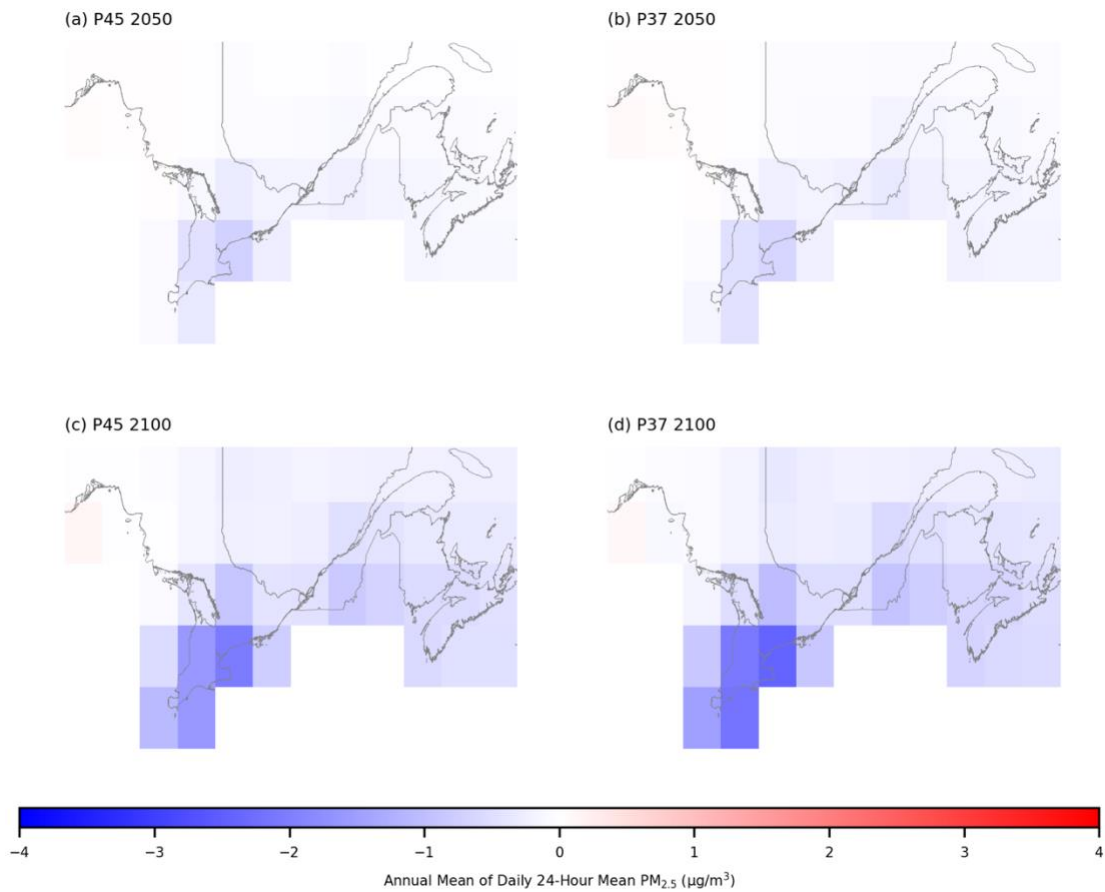 (a) P45 2050
(b) P37 2050
(c) P45 2100
(d) P37 2100
−4 −3 −2 −1 0 1 2 3 4
Annual Mean of Daily 24-Hour Mean PM₂.₅ (μg/m³)